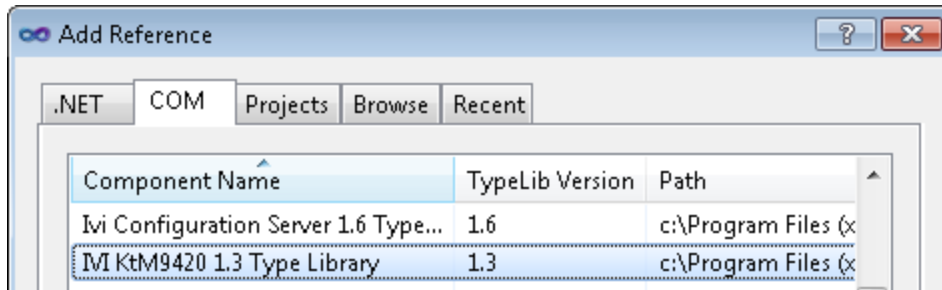 Add Reference
.NET COM Projects Browse Recent
Component Name TypeLib Version Path
Ivi Configuration Server 1.6 Type... 1.6 c:\Program Files (x
IVI KtM9420 1.3 Type Library 1.3 c:\Program Files (x